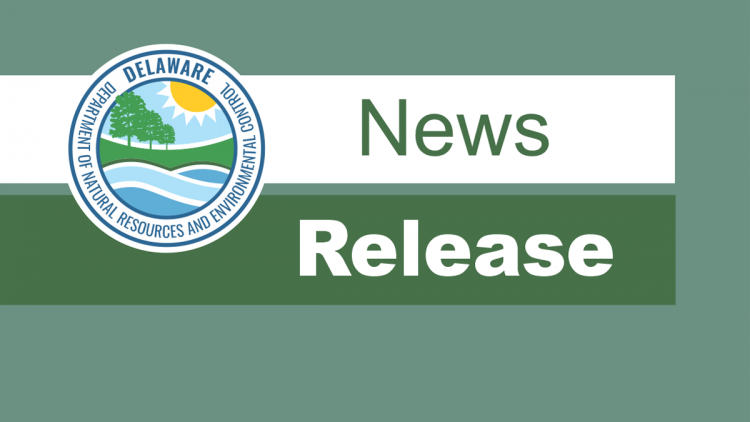 DELAWARE
DEPARTMENT OF NATURAL RESOURCES AND ENVIRONMENTAL CONTROL
News
Release